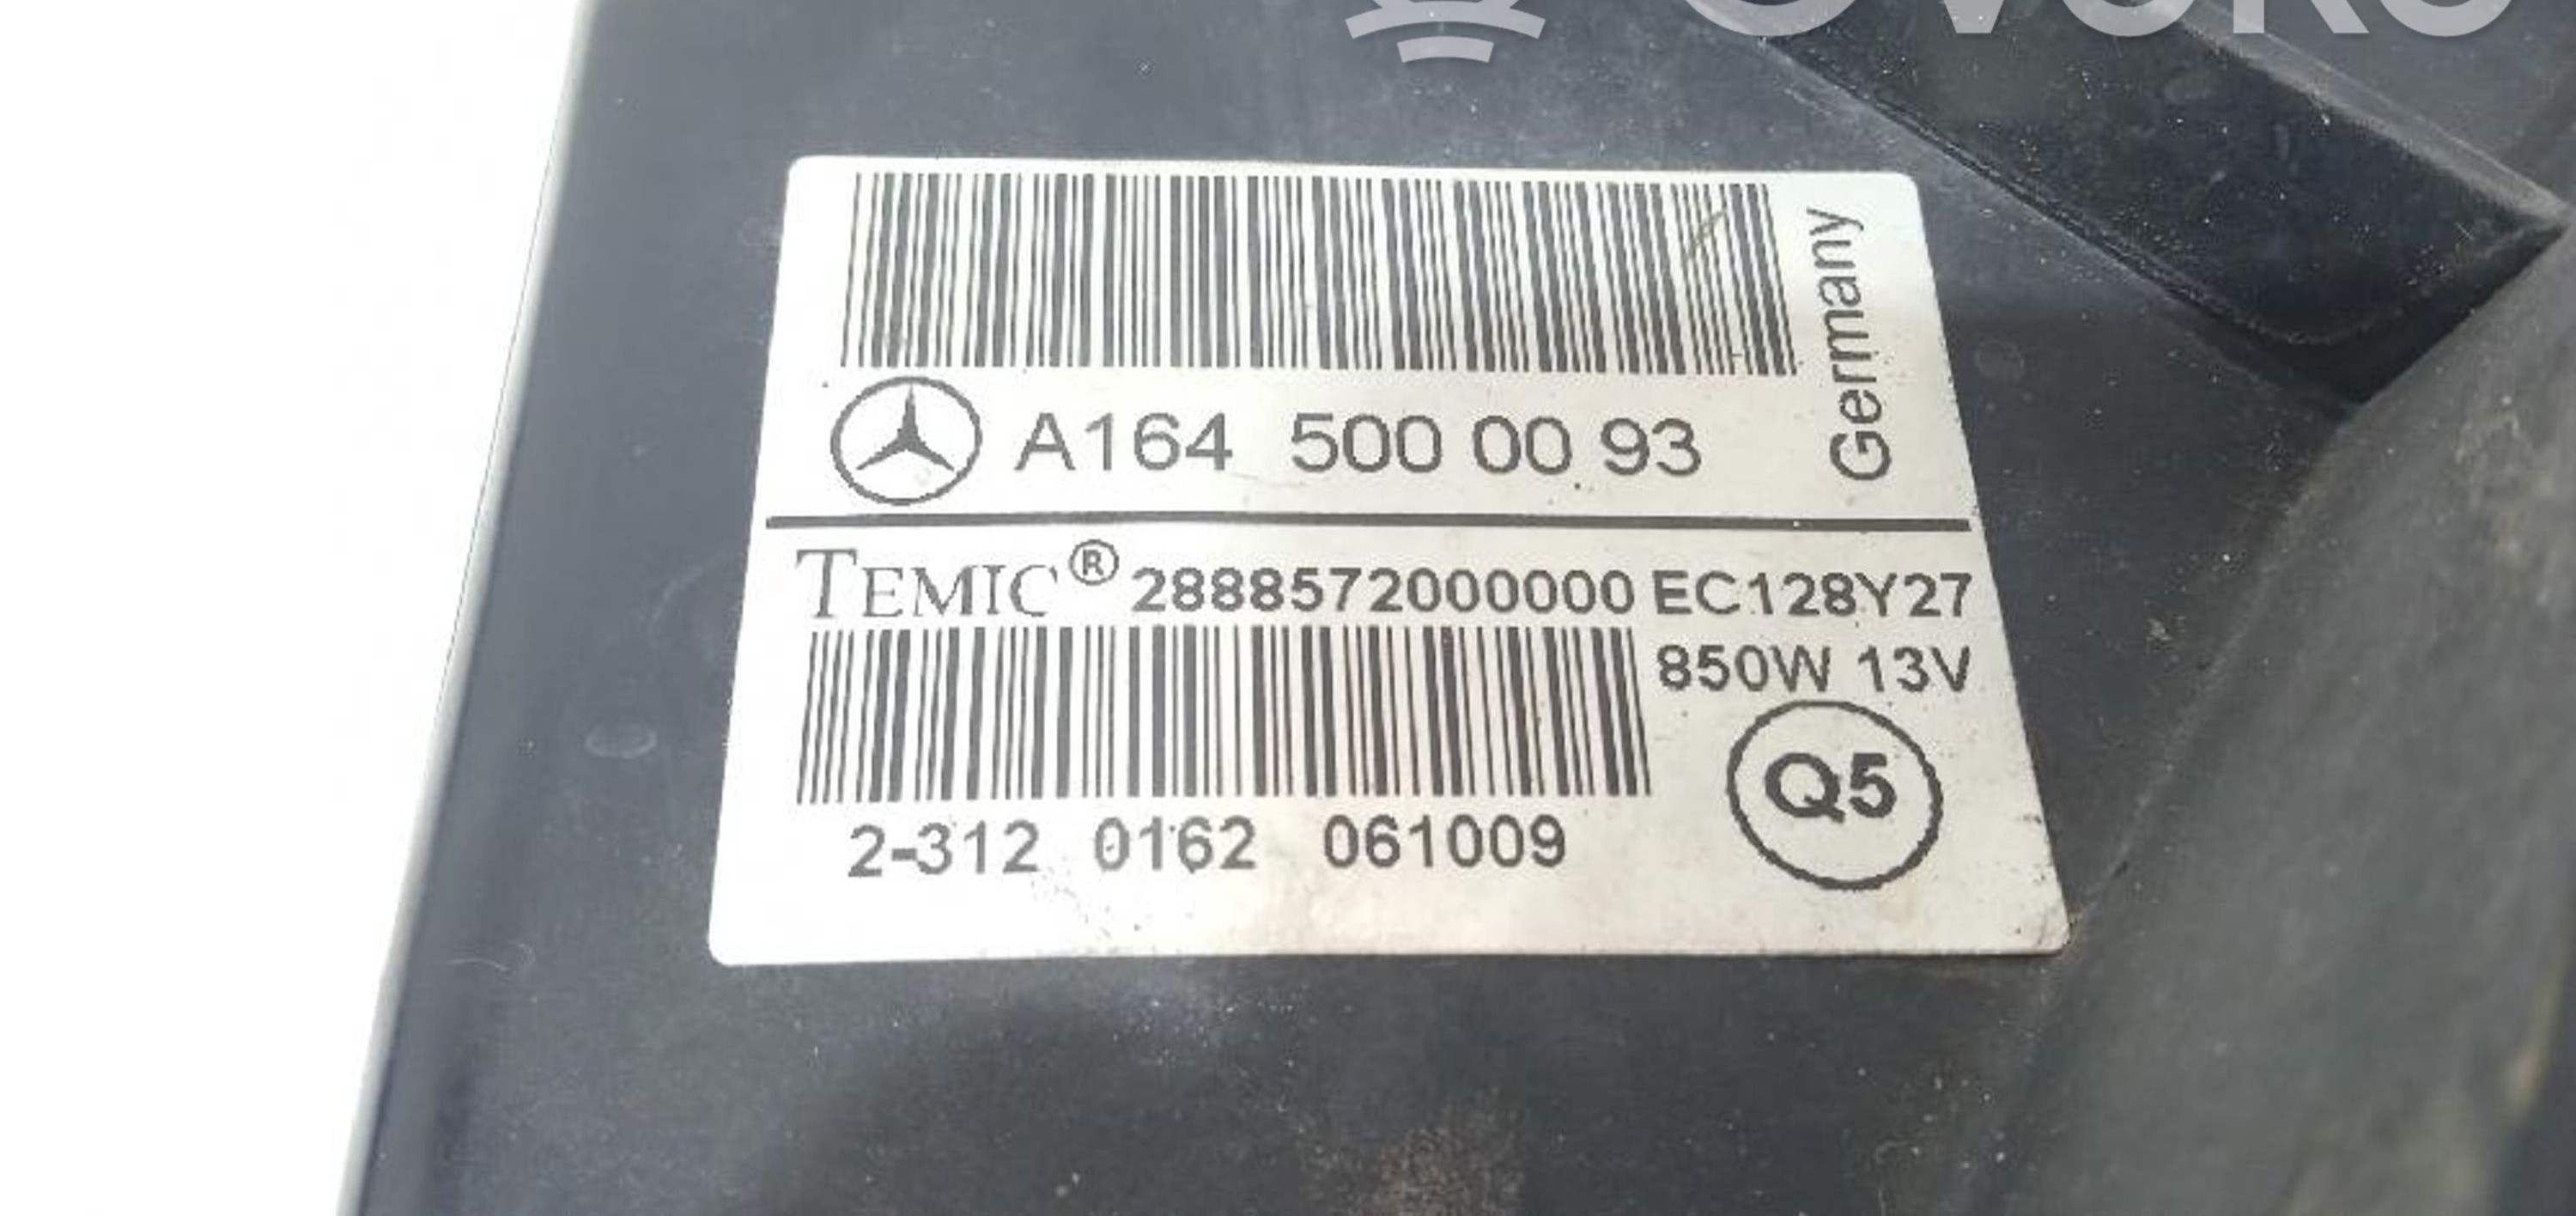 Germany
A164 500 00 93
TEMIC® 2888572000000 EC128Y27
850W 13V
Q5
2-312 0162 061009